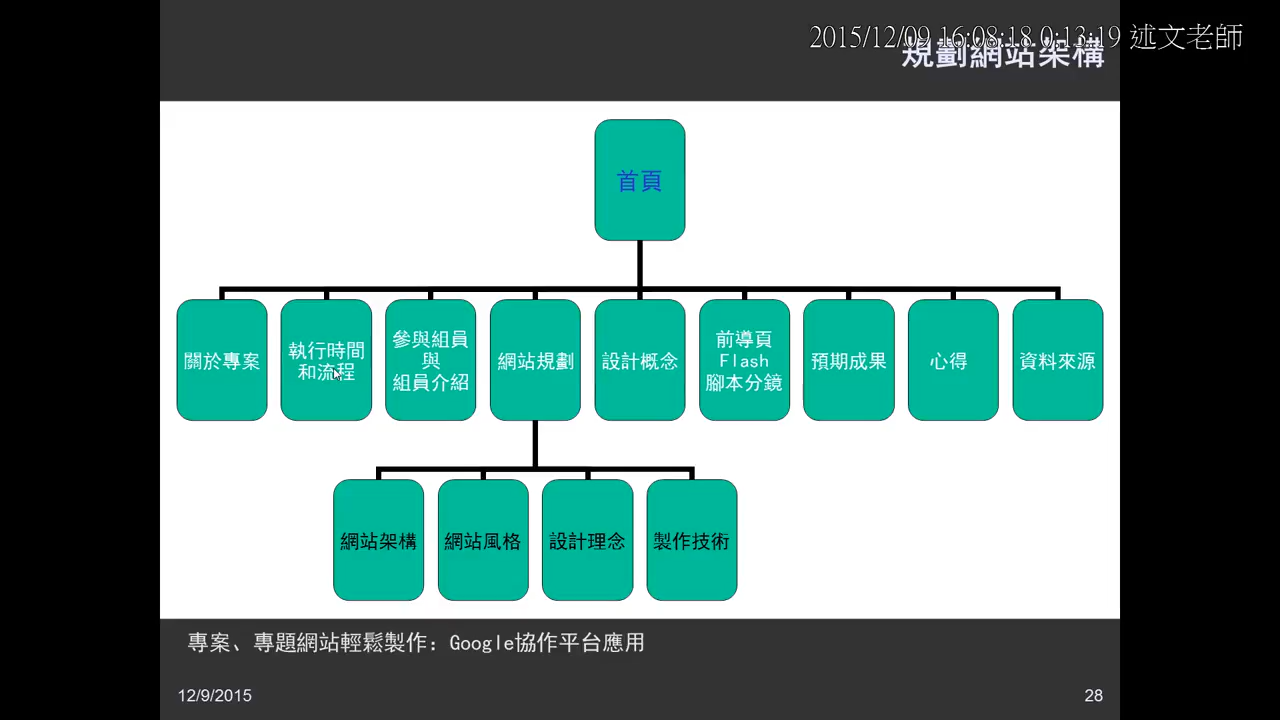 2015/12/09 16:08:18 0:13:19 述文老師
規劃網站架構
首頁
關於專案
執行時間
和流程
參與組員
與
組員介紹
網站規劃
設計概念
前導頁
Flash
腳本分鏡
預期成果
心得
資料來源
網站架構
網站風格
設計理念
製作技術
專案、專題網站輕鬆製作：Google協作平台應用
12/9/2015
28